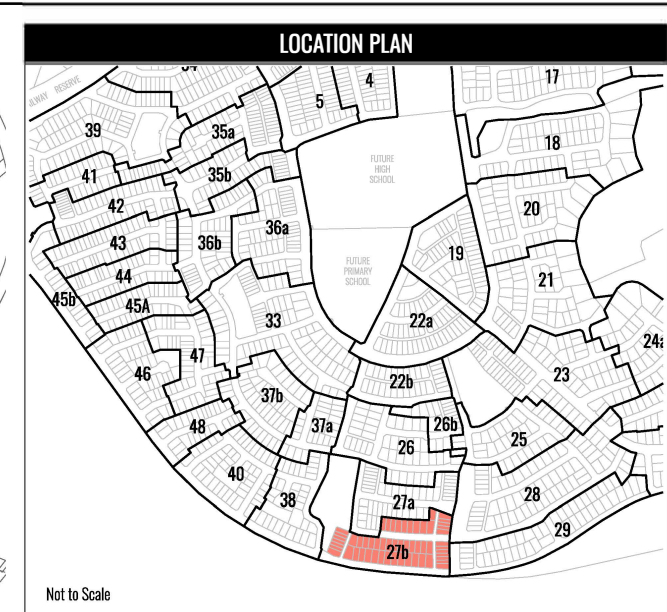 LOCATION PLAN
34
4
5
17
RAILWAY RESERVE
39
35a
18
FUTURE
HIGH
SCHOOL
41
35b
42
20
36a
43
36b
19
44
FUTURE
PRIMARY
SCHOOL
21
45b
45A
33
22a
24a
47
46
22b
23
37b
26b
37a
48
25
26
40
28
38
27a
29
27b
Not to Scale